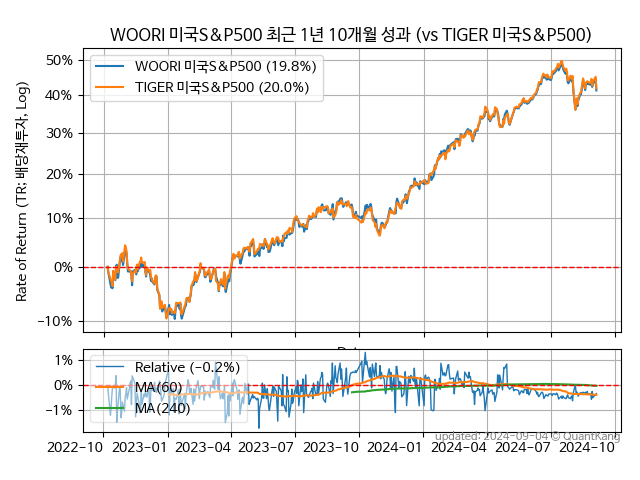 WOORI 미국S&P500 최근 1년 10개월 성과 (vs TIGER 미국S&P500)
WOORI 미국S&P500 (19.8%)
TIGER 미국S&P500 (20.0%)
Rate of Return (TR: 배당재투자, Log)
50%
40%
30%
20%
10%
0%
−10%
Relative (−0.2%)
MA(60)
MA(240)
1%
0%
−1%
2022-10 2023-01 2023-04 2023-07 2023-10 2024-01 2024-04 2024-07 2024-10
updated: 2024-09-04 © QuantKang